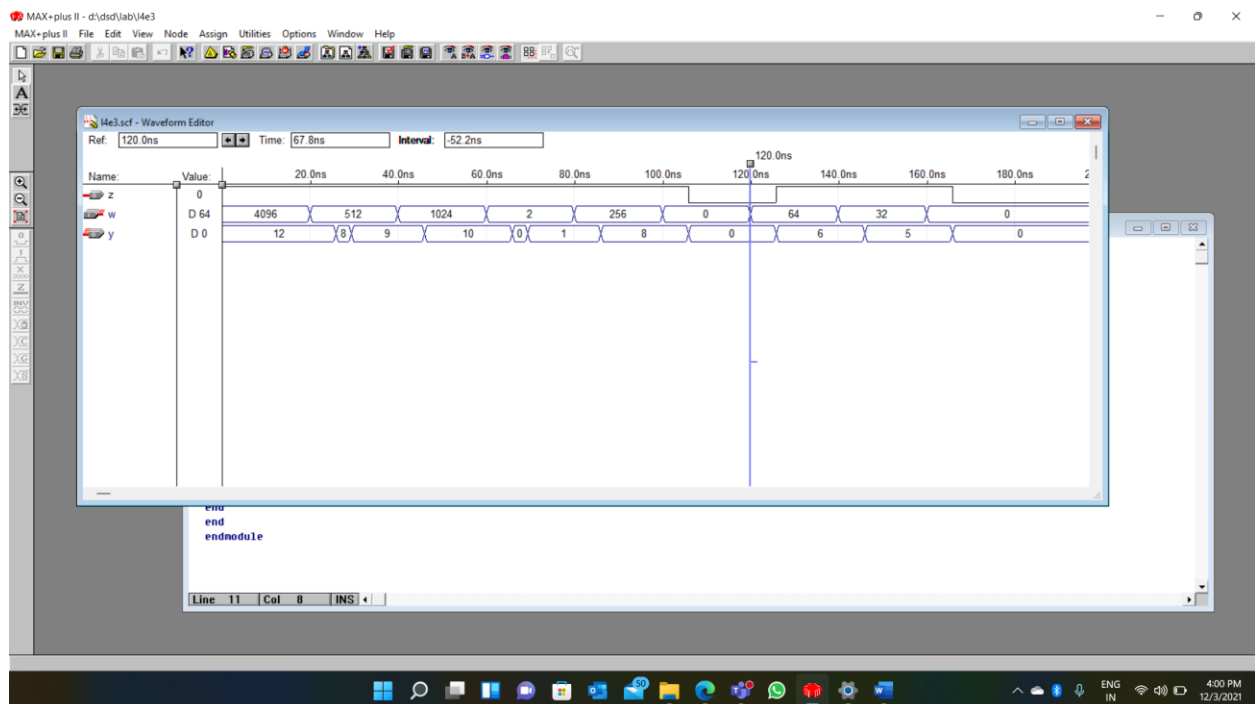 MAX+plus II - d:\dsd\lab\l4e3
MAX+plus II File Edit View Node Assign Utilities Options Window Help
l4e3.scf - Waveform Editor
Ref: 120.0ns Time: 67.8ns Interval: -52.2ns
120.0ns
Name: Value: 20.0ns 40.0ns 60.0ns 80.0ns 100.0ns 120.0ns 140.0ns 160.0ns 180.0ns 2
z 0
w D 64 4096 512 1024 2 256 0 64 32 0
y D 0 12 8 9 10 0 1 8 0 6 5 0
end
end
endmodule
Line 11 Col 8 INS
50
ENG
IN
4:00 PM
12/3/2021